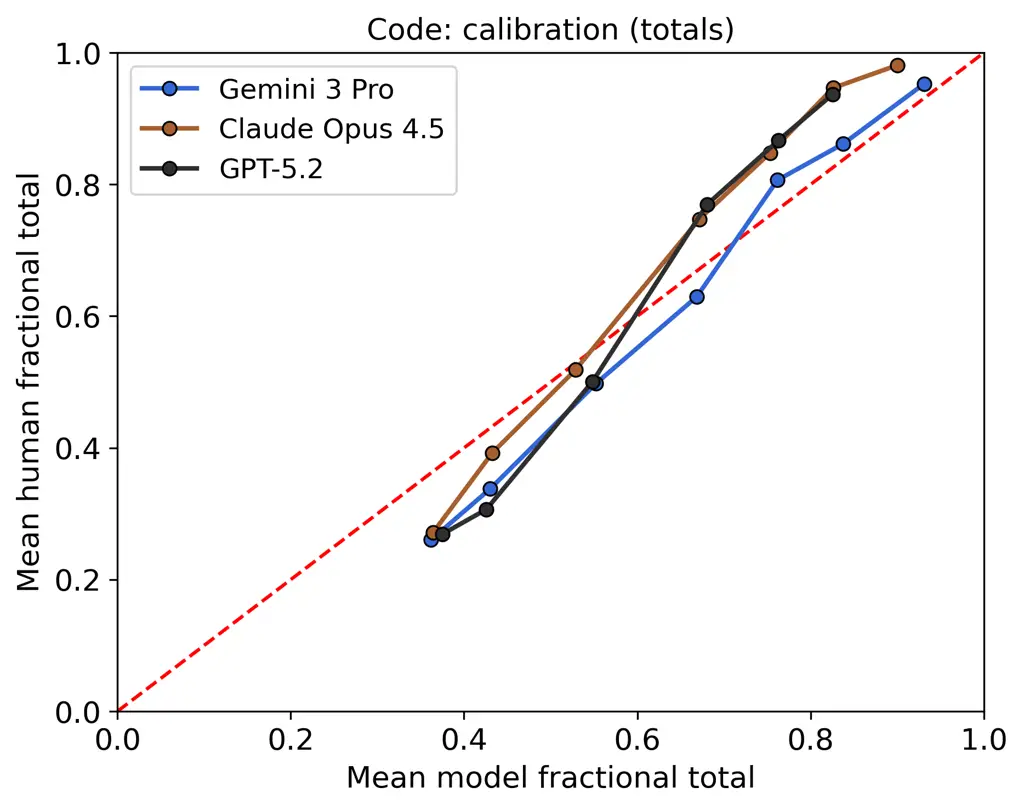 Code: calibration (totals)
Gemini 3 Pro
Claude Opus 4.5
GPT-5.2
Mean human fractional total
1.0
0.8
0.6
0.4
0.2
0.0
0.0 0.2 0.4 0.6 0.8 1.0
Mean model fractional total